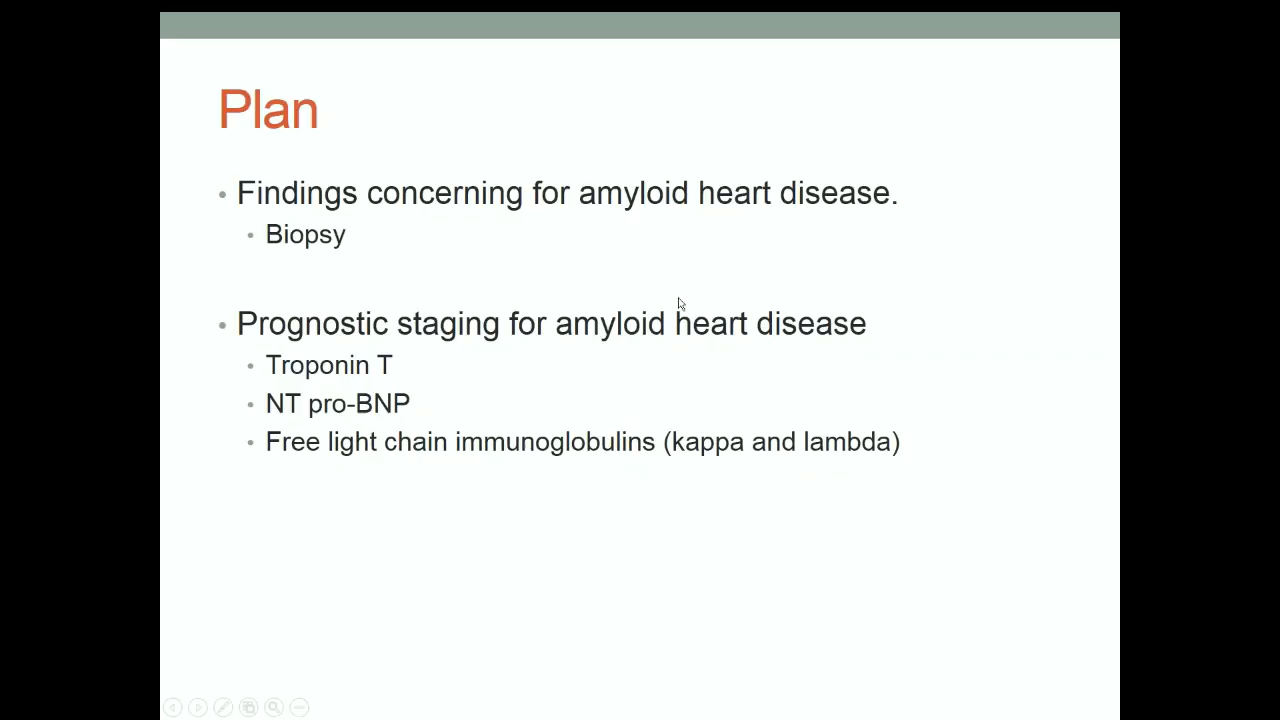 Plan
• Findings concerning for amyloid heart disease.
• Biopsy
• Prognostic staging for amyloid heart disease
• Troponin T
• NT pro-BNP
• Free light chain immunoglobulins (kappa and lambda)